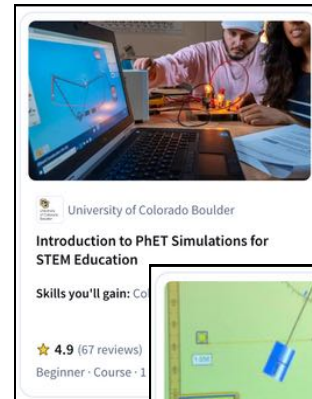 University of Colorado Boulder
Introduction to PhET Simulations for
STEM Education
Skills you'll gain: Col
4.9 (67 reviews)
Beginner · Course · 1